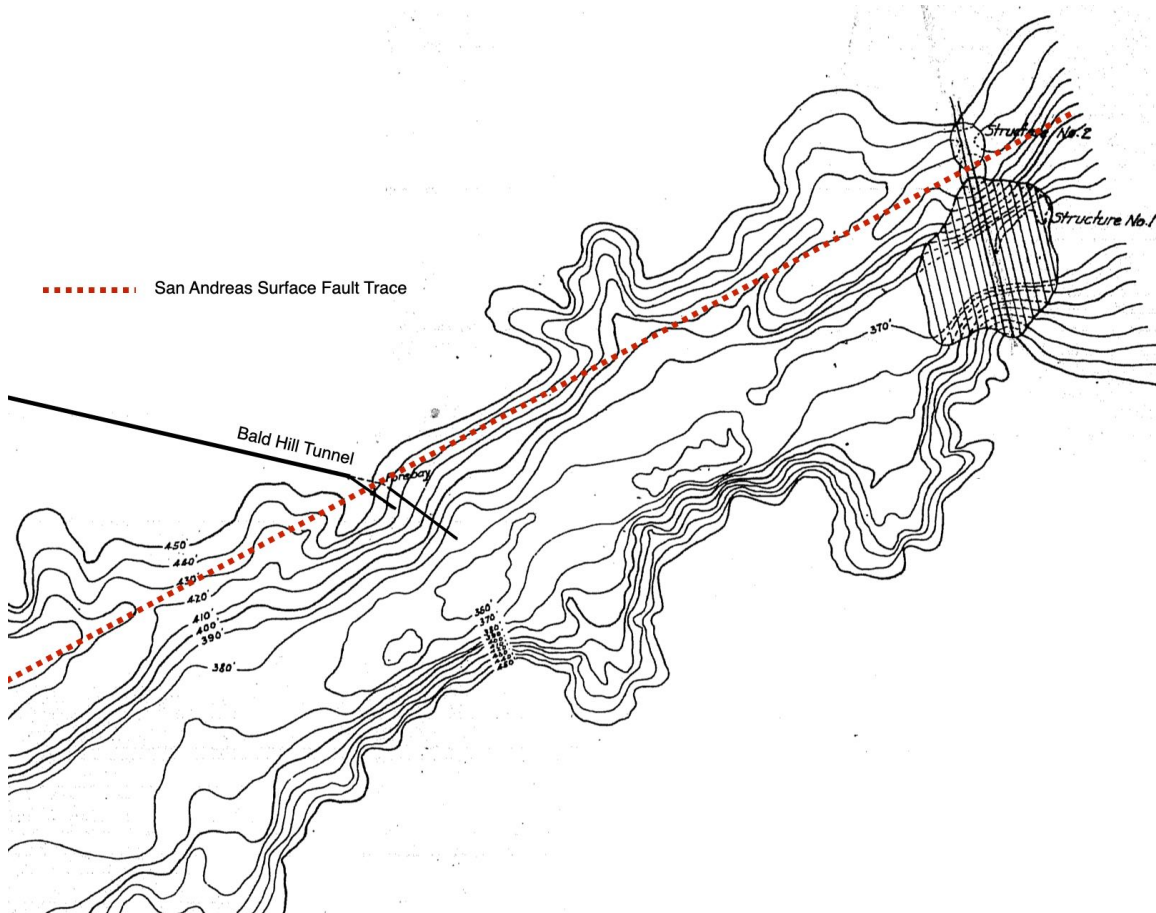 Structure No.2
Structure No.1
San Andreas Surface Fault Trace
370'
Bald Hill Tunnel
Forebay
450'
440'
430'
420'
410'
400'
390'
380'
360'
370'
380'
450'